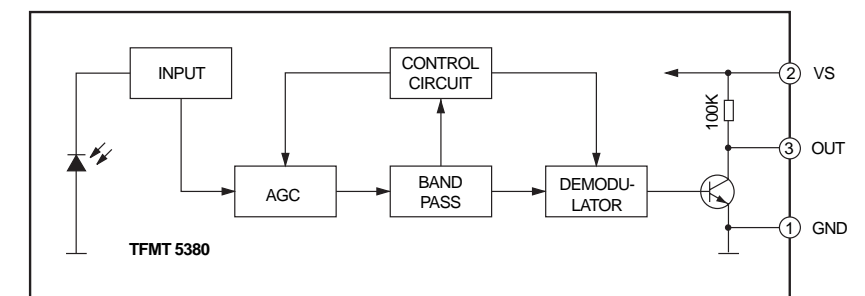 INPUT
CONTROL
CIRCUIT
2 VS
100K
3 OUT
AGC
BAND
PASS
DEMODU-
LATOR
1 GND
TFMT 5380